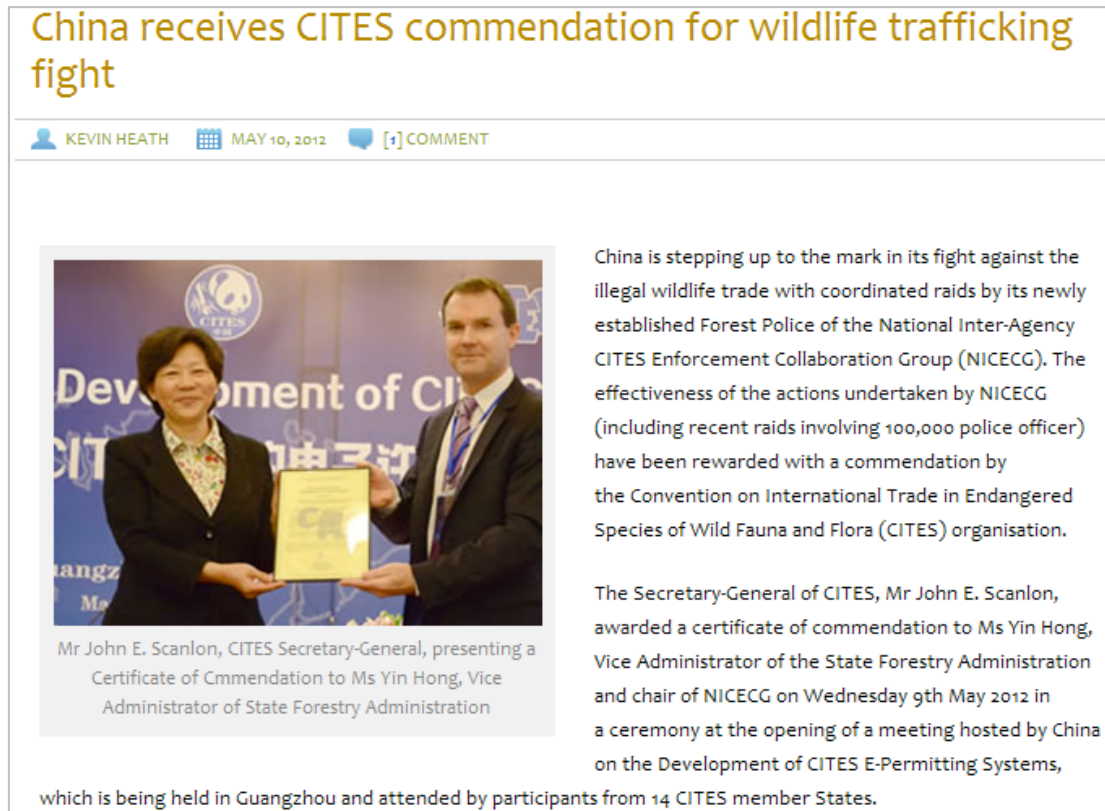 China receives CITES commendation for wildlife trafficking
fight
KEVIN HEATH MAY 10, 2012 [1] COMMENT
CITES
Dev pment of CI
CIT
电子许
uangz
Ma
Mr John E. Scanlon, CITES Secretary-General, presenting a
Certificate of Cmmendation to Ms Yin Hong, Vice
Administrator of State Forestry Administration
China is stepping up to the mark in its fight against the
illegal wildlife trade with coordinated raids by its newly
established Forest Police of the National Inter-Agency
CITES Enforcement Collaboration Group (NICECG). The
effectiveness of the actions undertaken by NICECG
(including recent raids involving 100,000 police officer)
have been rewarded with a commendation by
the Convention on International Trade in Endangered
Species of Wild Fauna and Flora (CITES) organisation.
The Secretary-General of CITES, Mr John E. Scanlon,
awarded a certificate of commendation to Ms Yin Hong,
Vice Administrator of the State Forestry Administration
and chair of NICECG on Wednesday 9th May 2012 in
a ceremony at the opening of a meeting hosted by China
on the Development of CITES E-Permitting Systems,
which is being held in Guangzhou and attended by participants from 14 CITES member States.